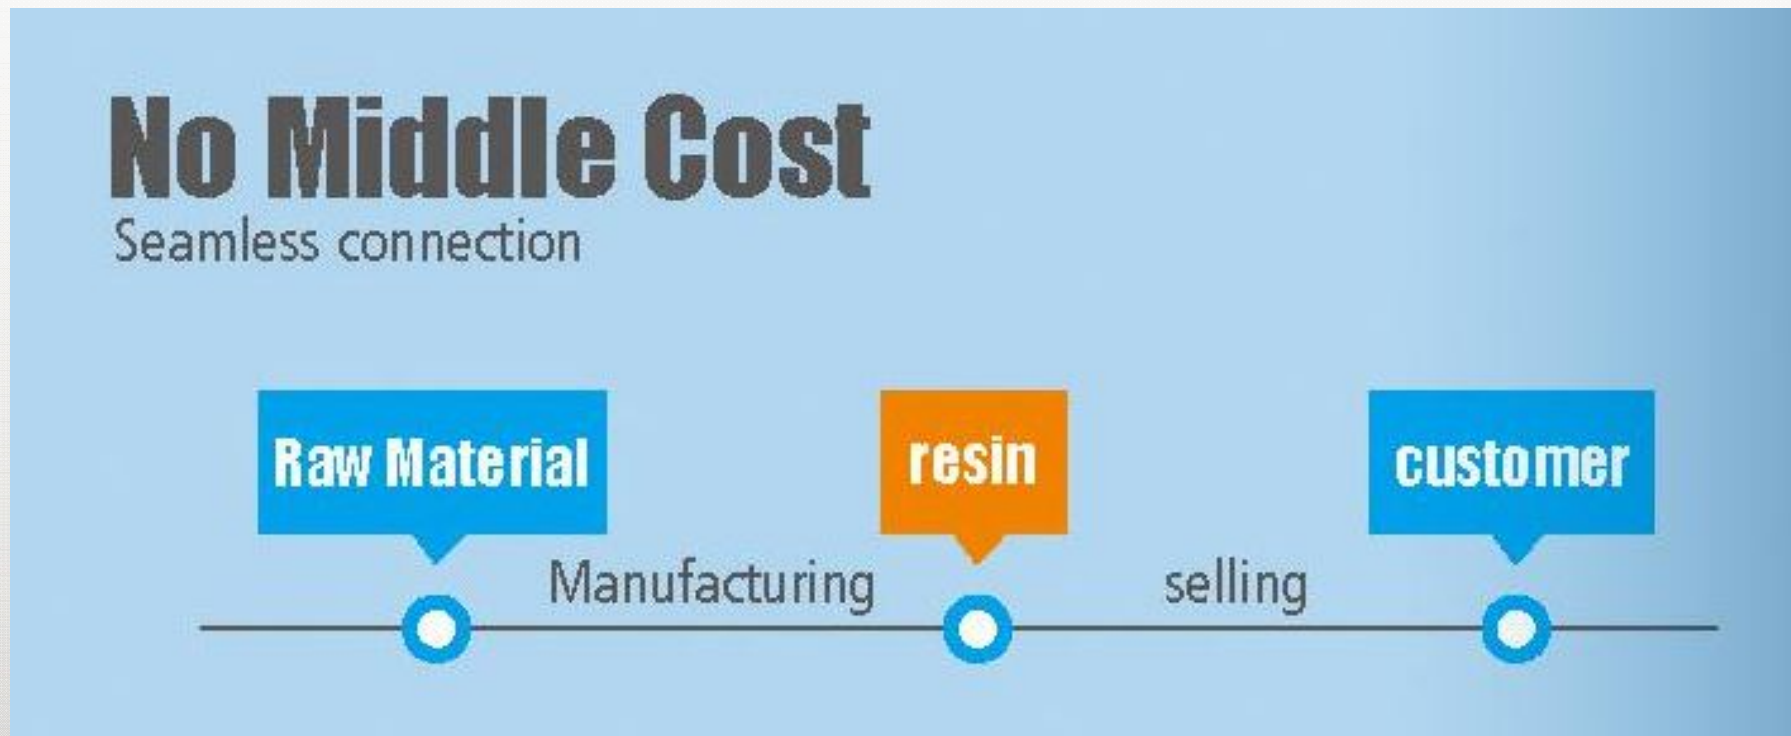 No Middle Cost
Seamless connection
Raw Material
resin
customer
Manufacturing
selling